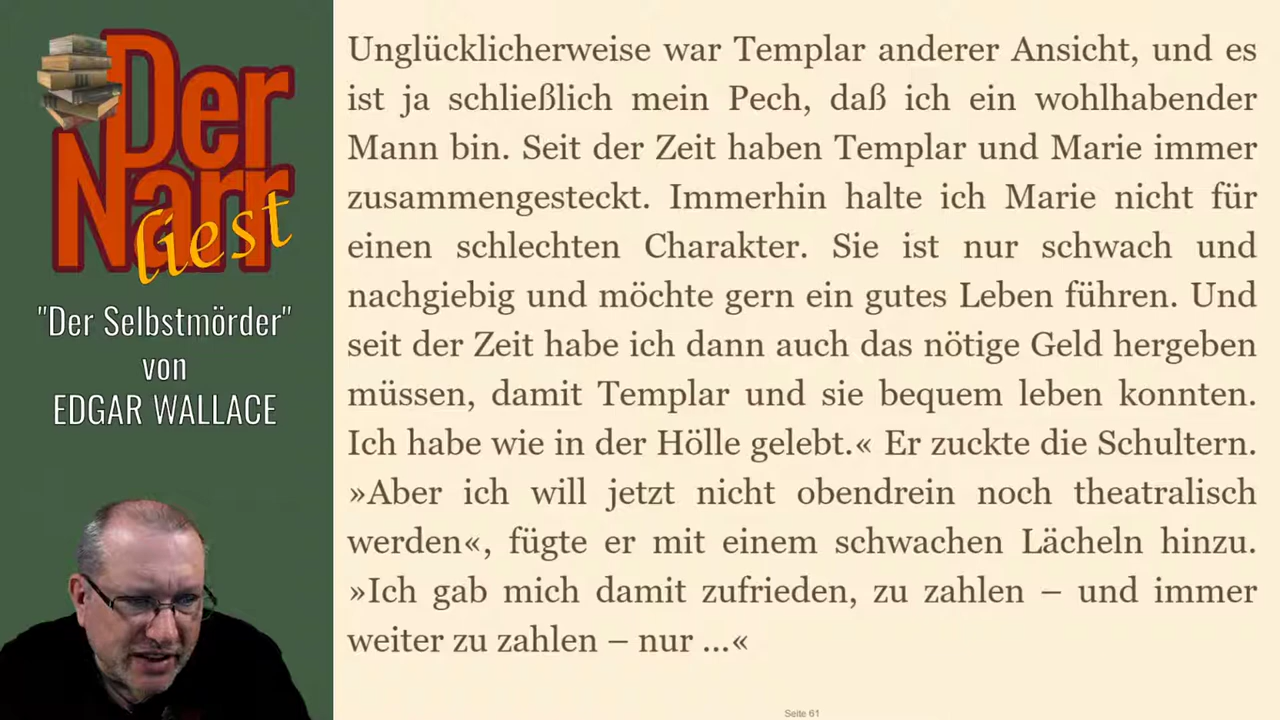 Der
Narr
liest
"Der Selbstmörder"
von
EDGAR WALLACE
Unglücklicherweise war Templar anderer Ansicht, und es
ist ja schließlich mein Pech, daß ich ein wohlhabender
Mann bin. Seit der Zeit haben Templar und Marie immer
zusammengesteckt. Immerhin halte ich Marie nicht für
einen schlechten Charakter. Sie ist nur schwach und
nachgiebig und möchte gern ein gutes Leben führen. Und
seit der Zeit habe ich dann auch das nötige Geld hergeben
müssen, damit Templar und sie bequem leben konnten.
Ich habe wie in der Hölle gelebt.« Er zuckte die Schultern.
»Aber ich will jetzt nicht obendrein noch theatralisch
werden«, fügte er mit einem schwachen Lächeln hinzu.
»Ich gab mich damit zufrieden, zu zahlen – und immer
weiter zu zahlen – nur ...«
Seite 61